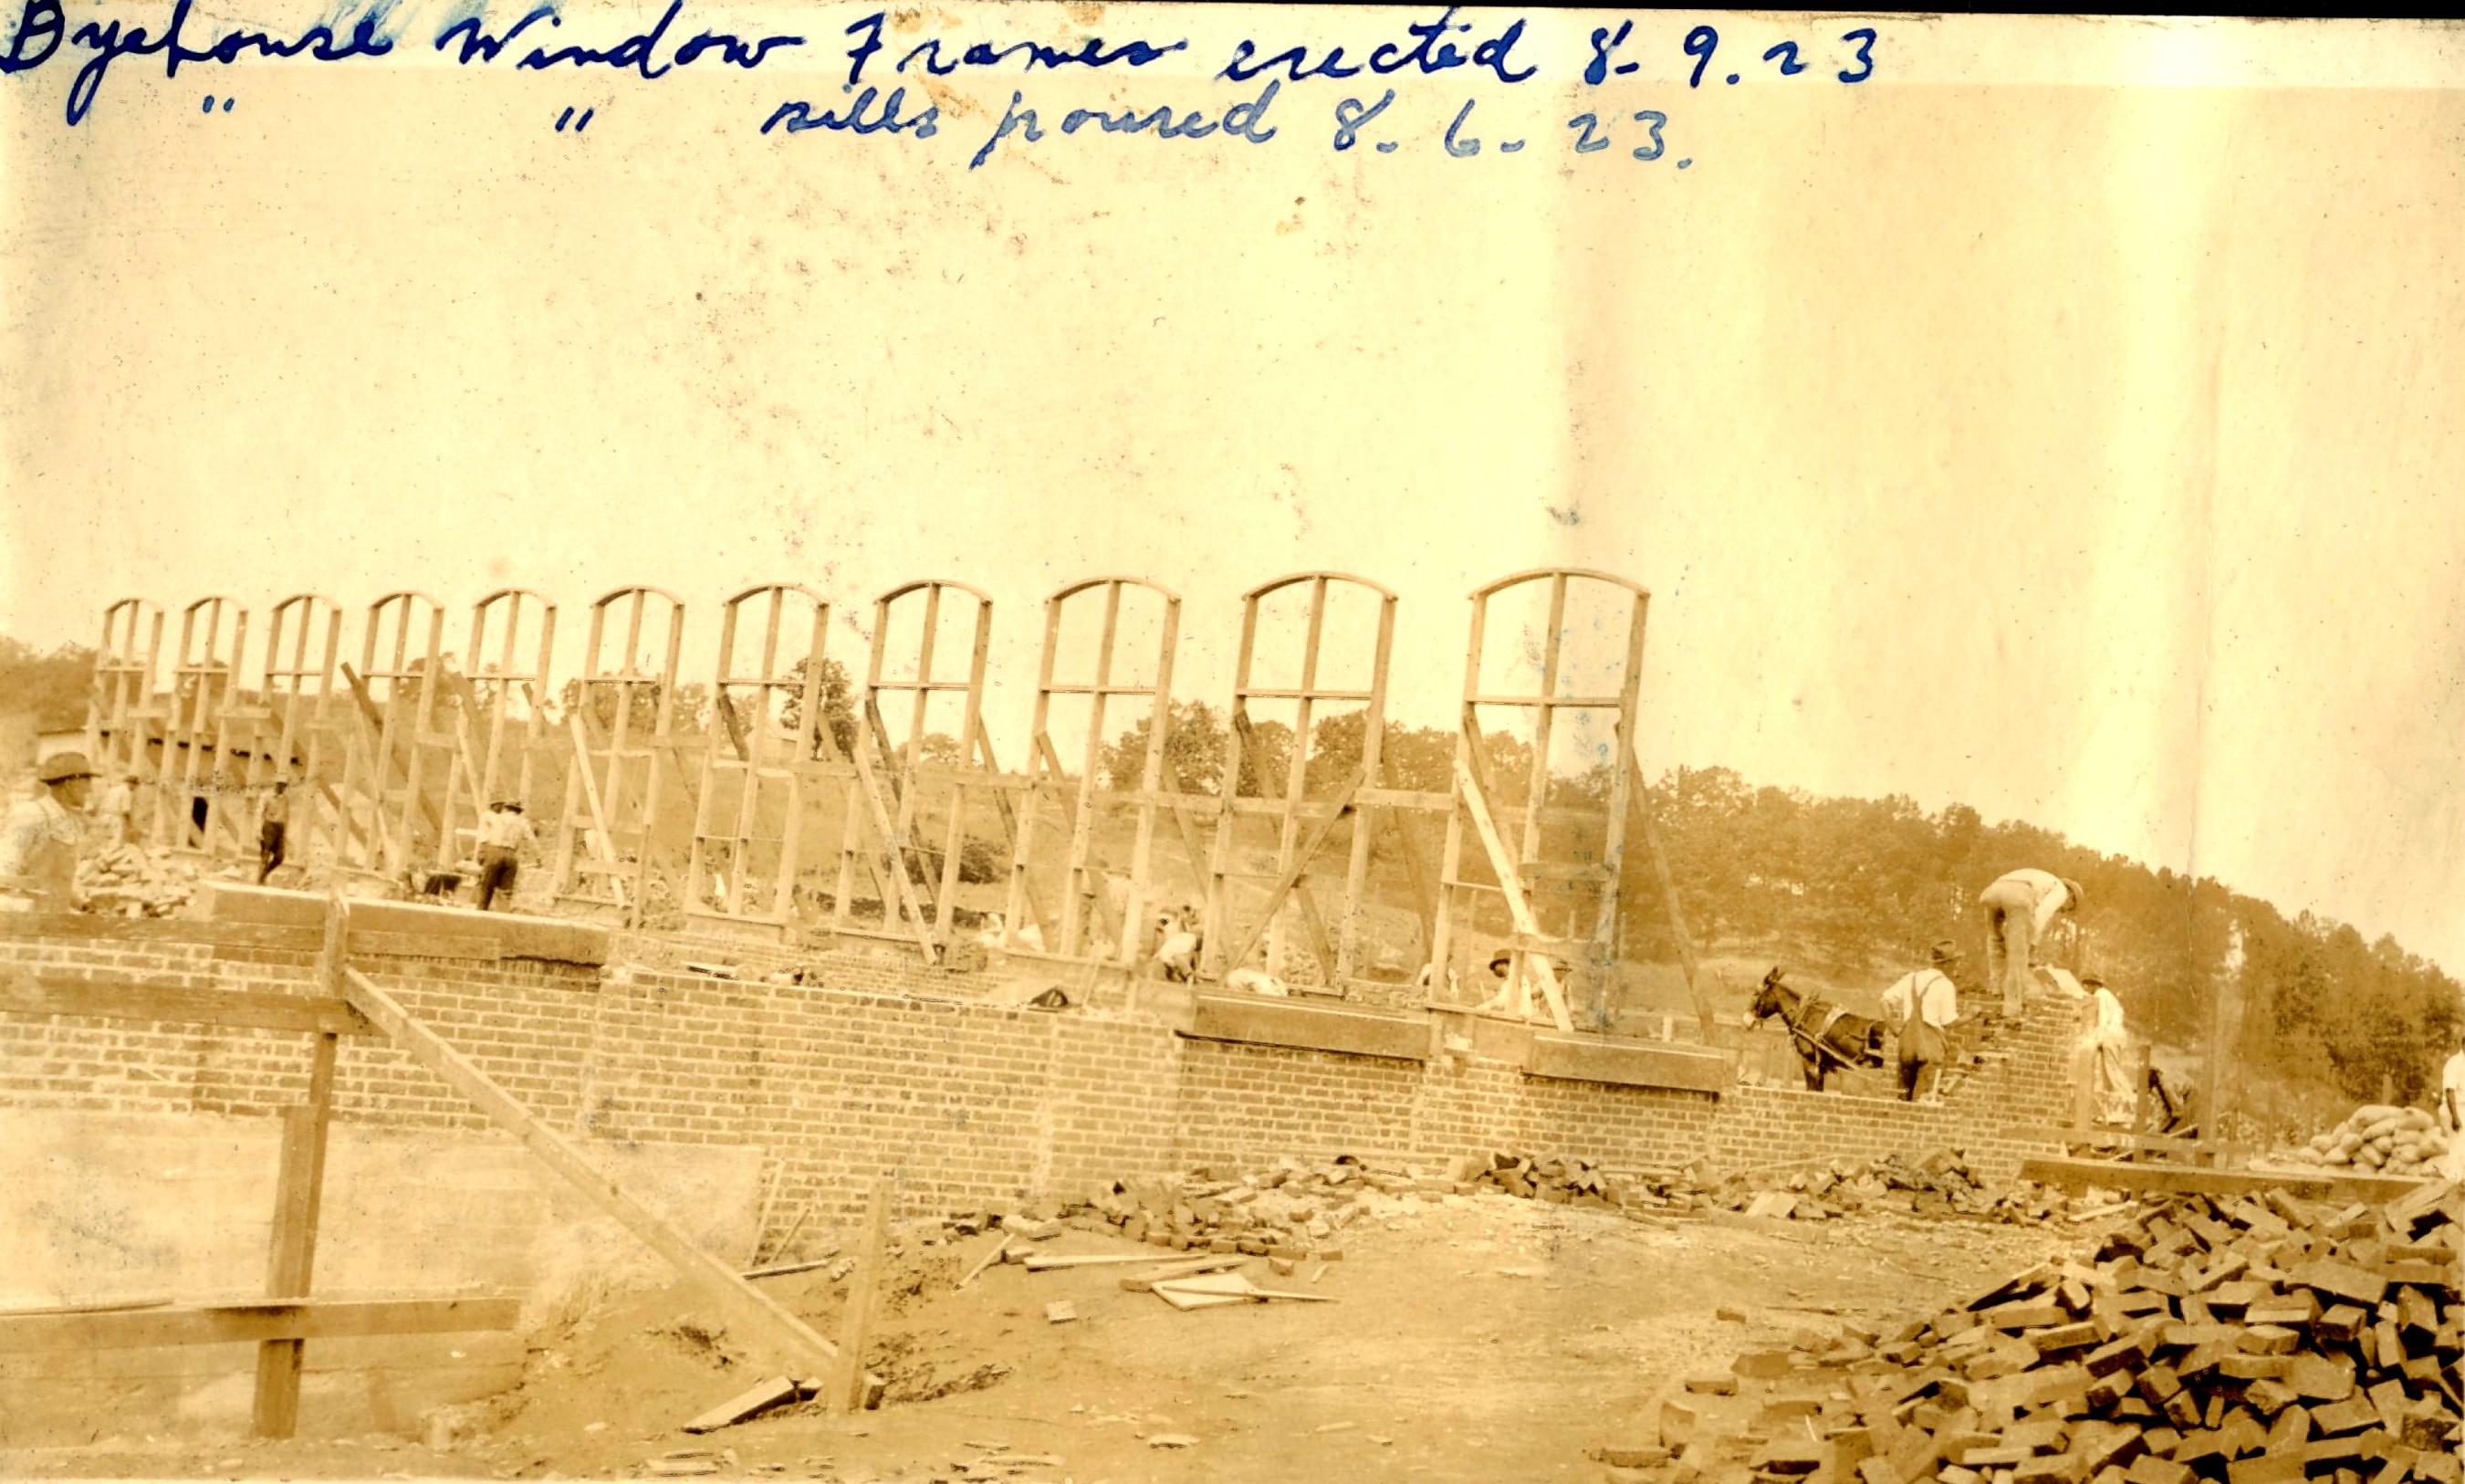 Dyehouse Window Frames erected 8-9.23
" " sills poured 8-6-23.